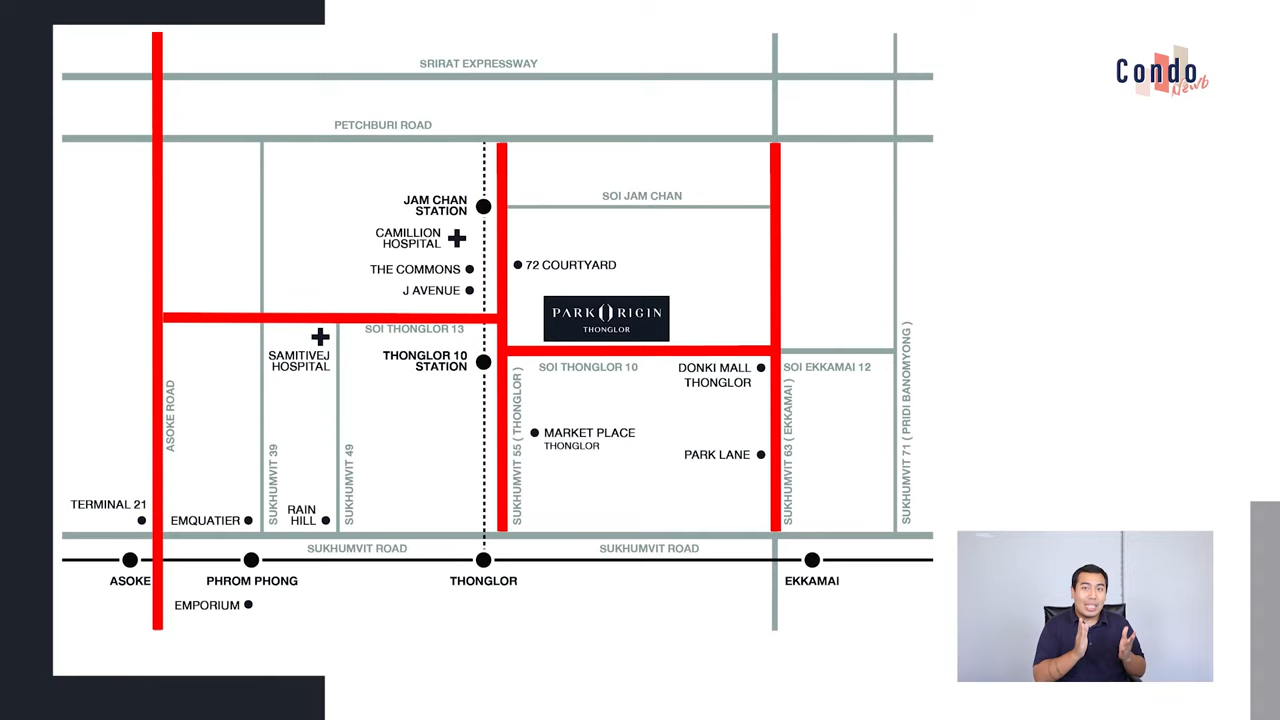 SRIRAT EXPRESSWAY
Condo
Newb
PETCHBURI ROAD
JAM CHAN
STATION
SOI JAM CHAN
CAMILLION
HOSPITAL
THE COMMONS
72 COURTYARD
J AVENUE
PARK ORIGIN
THONGLOR
SOI THONGLOR 13
SAMITIVEJ
HOSPITAL
THONGLOR 10
STATION
SOI THONGLOR 10
DONKI MALL
THONGLOR
SOI EKKAMAI 12
ASOKE ROAD
SUKHUMVIT 39
SUKHUMVIT 49
SUKHUMVIT 55 ( THONGLOR )
SUKHUMVIT 63 ( EKKAMAI )
SUKHUMVIT 71 ( PRIDI BANOMYONG )
MARKET PLACE
THONGLOR
PARK LANE
TERMINAL 21
EMQUATIER
RAIN
HILL
SUKHUMVIT ROAD
SUKHUMVIT ROAD
ASOKE
PHROM PHONG
THONGLOR
EKKAMAI
EMPORIUM